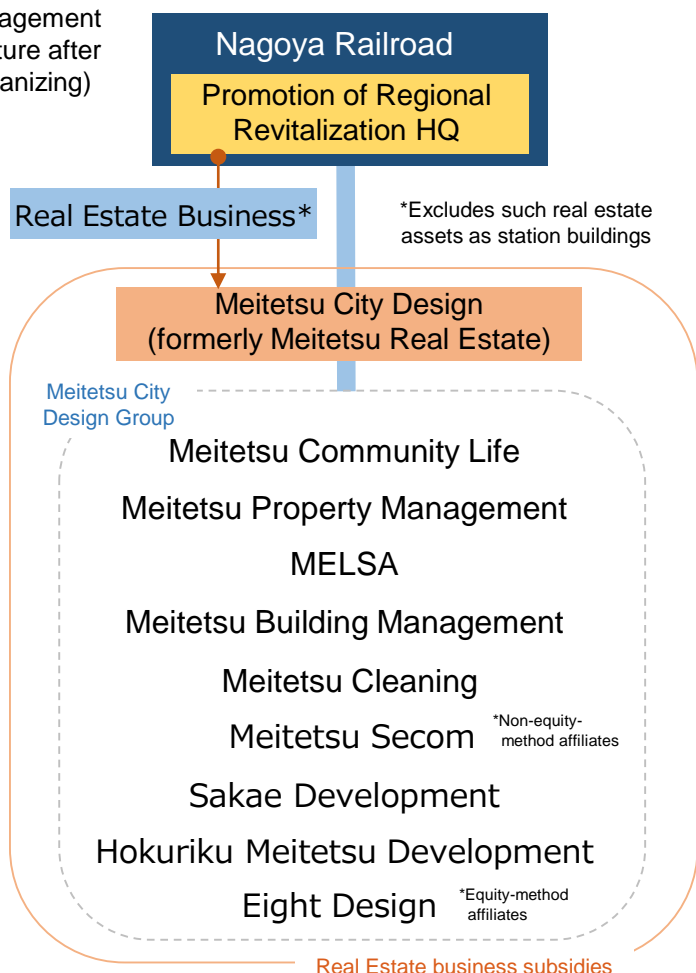 agement
ture after
anizing)
Nagoya Railroad
Promotion of Regional
Revitalization HQ
Real Estate Business*
*Excludes such real estate
assets as station buildings
Meitetsu City Design
(formerly Meitetsu Real Estate)
Meitetsu City
Design Group
Meitetsu Community Life
Meitetsu Property Management
MELSA
Meitetsu Building Management
Meitetsu Cleaning
Meitetsu Secom
*Non-equity-
method affiliates
Sakae Development
Hokuriku Meitetsu Development
Eight Design
*Equity-method
affiliates
Real Estate business subsidies